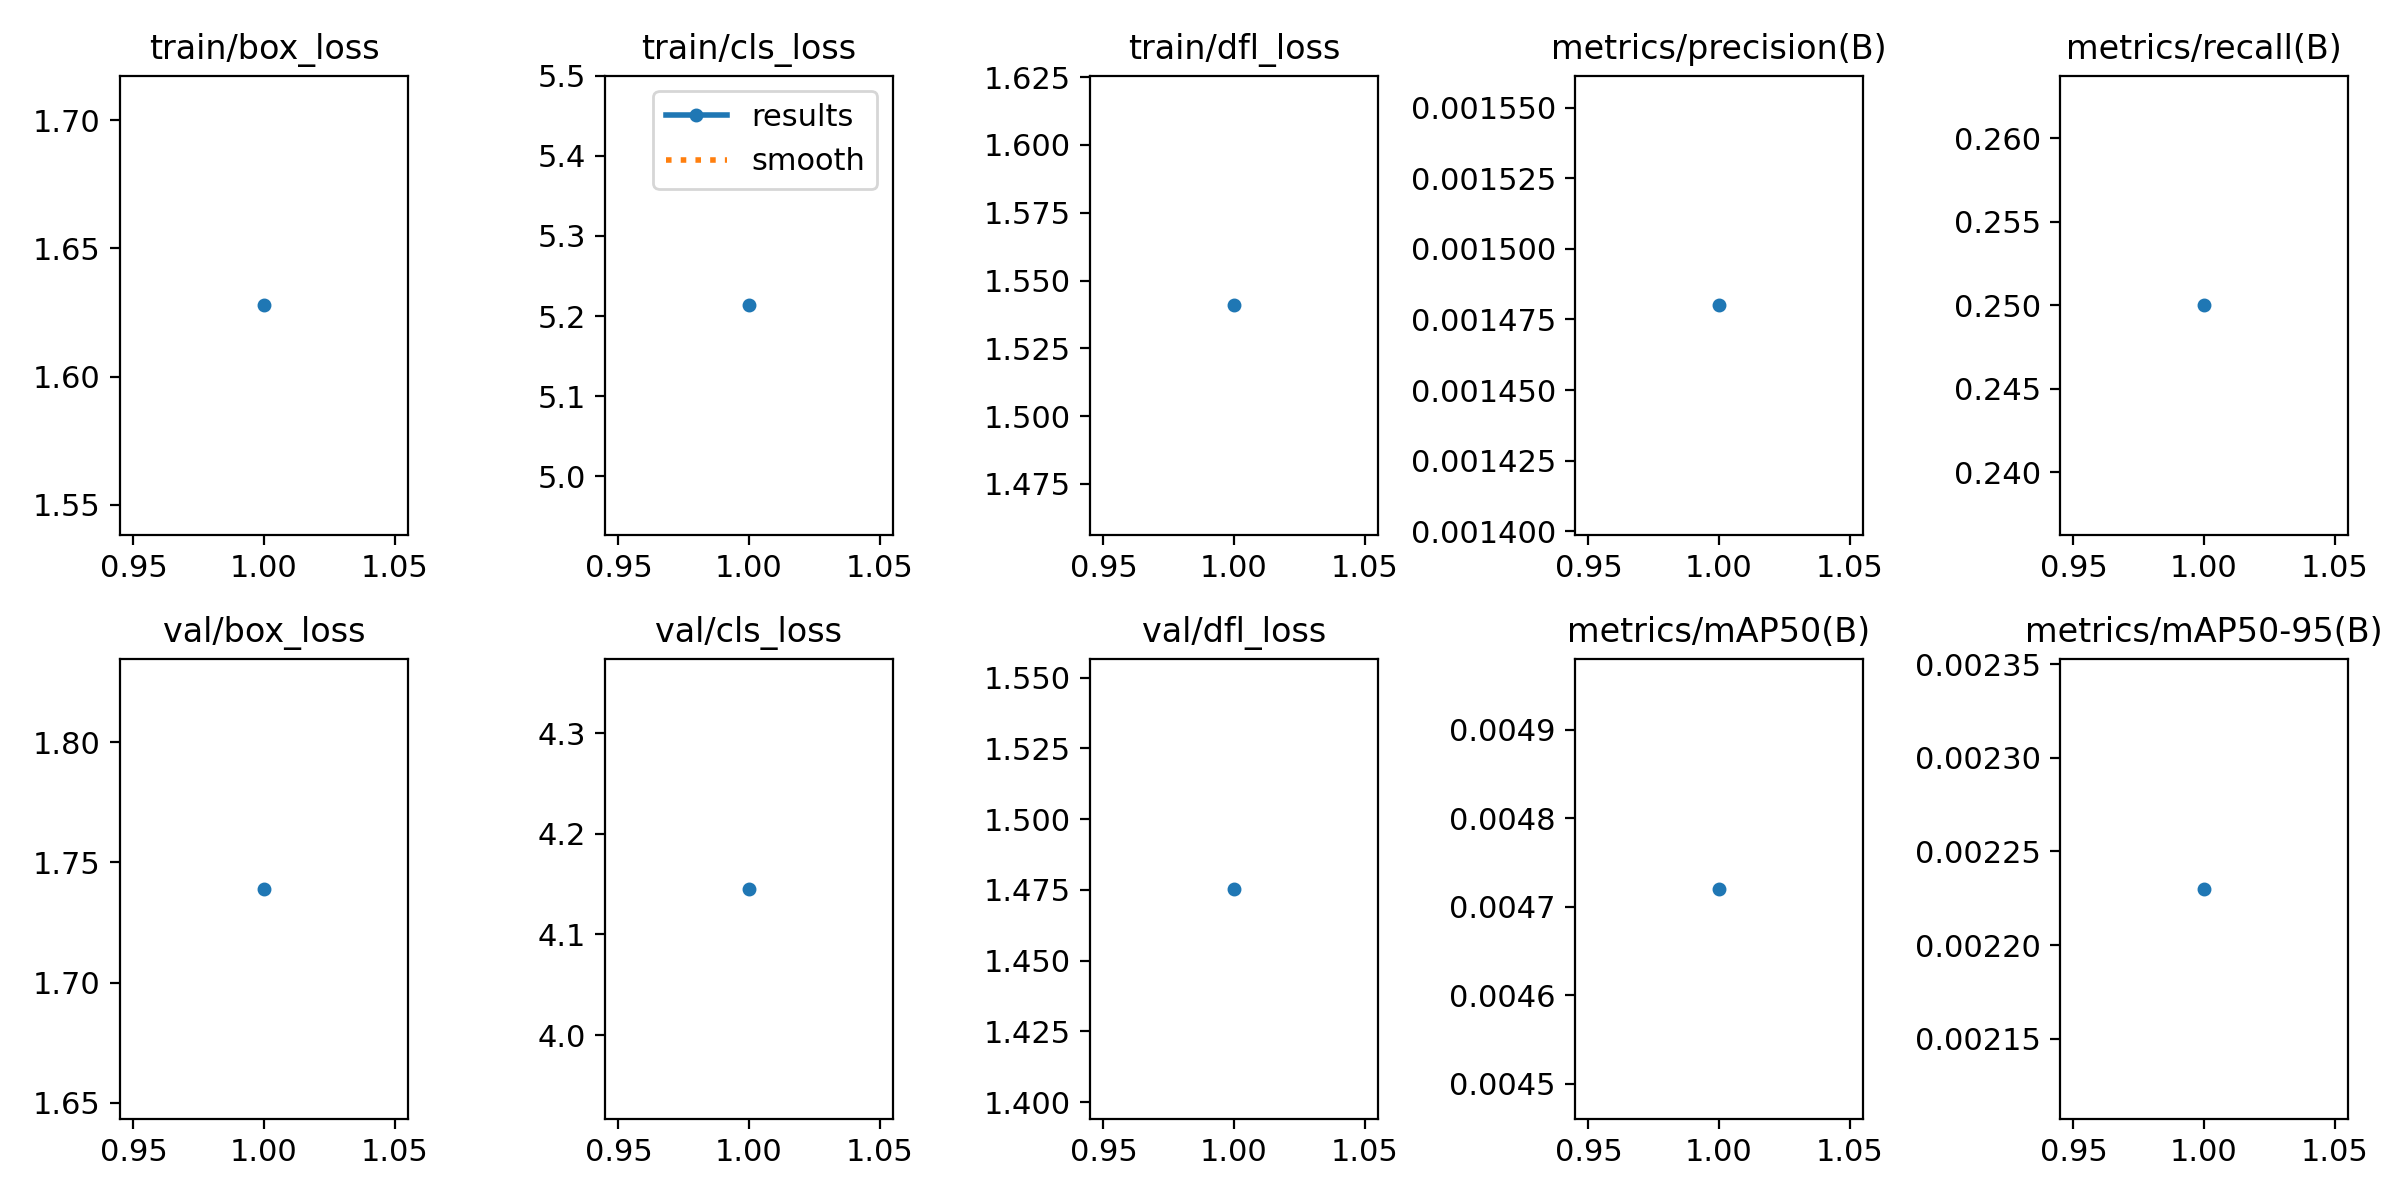 train/box_loss
1.70
1.65
1.60
1.55
0.95 1.00 1.05
train/cls_loss
5.5
5.4
5.3
5.2
5.1
5.0
results
smooth
0.95 1.00 1.05
train/dfl_loss
1.625
1.600
1.575
1.550
1.525
1.500
1.475
0.95 1.00 1.05
metrics/precision(B)
0.001550
0.001525
0.001500
0.001475
0.001450
0.001425
0.001400
0.95 1.00 1.05
metrics/recall(B)
0.260
0.255
0.250
0.245
0.240
0.95 1.00 1.05
val/box_loss
1.80
1.75
1.70
1.65
0.95 1.00 1.05
val/cls_loss
4.3
4.2
4.1
4.0
0.95 1.00 1.05
val/dfl_loss
1.550
1.525
1.500
1.475
1.450
1.425
1.400
0.95 1.00 1.05
metrics/mAP50(B)
0.0049
0.0048
0.0047
0.0046
0.0045
0.95 1.00 1.05
metrics/mAP50-95(B)
0.00235
0.00230
0.00225
0.00220
0.00215
0.95 1.00 1.05